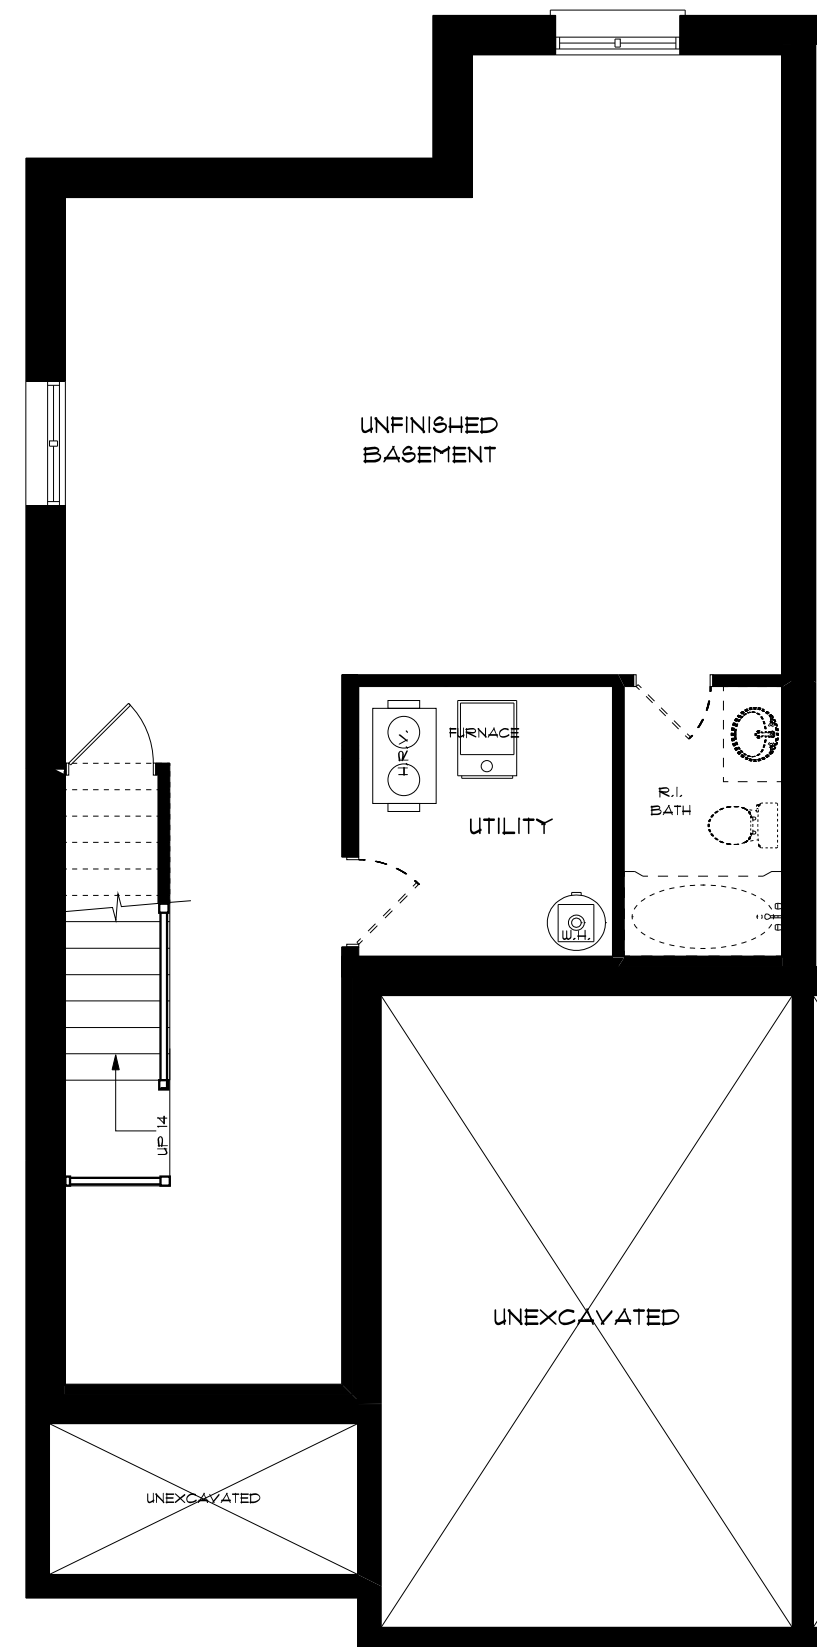 UNFINISHED
BASEMENT
H.R.V.
FURNACE
UTILITY
R.I.
BATH
W.H.
UP 14
UNEXCAVATED
UNEXCAVATED